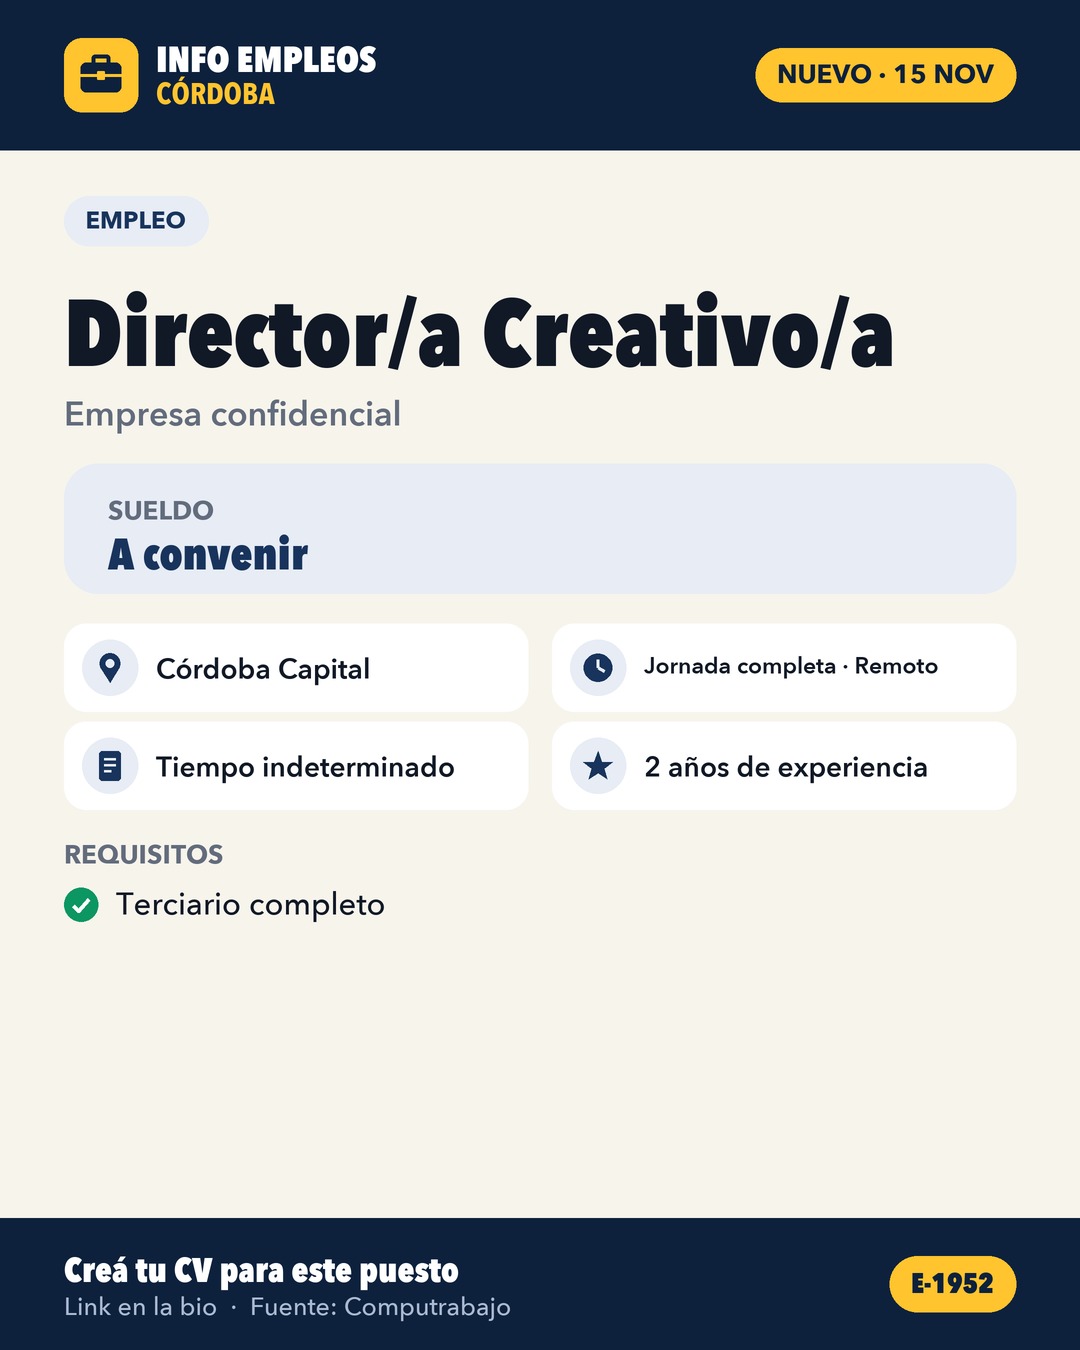 INFO EMPLEOS
CÓRDOBA
NUEVO · 15 NOV
EMPLEO
Director/a Creativo/a
Empresa confidencial
SUELDO
A convenir
Córdoba Capital
Jornada completa · Remoto
Tiempo indeterminado
2 años de experiencia
REQUISITOS
Terciario completo
Creá tu CV para este puesto
Link en la bio · Fuente: Computrabajo
E-1952